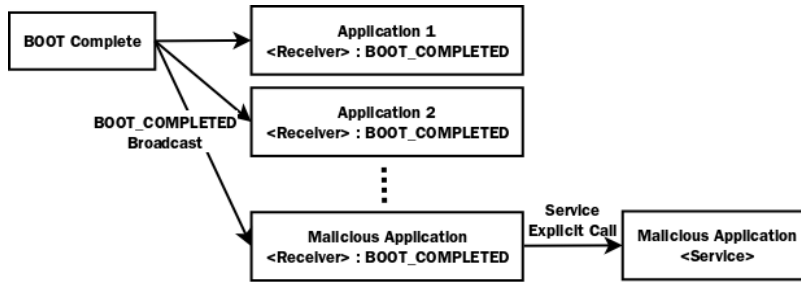 BOOT Complete
Application 1
<Receiver> : BOOT_COMPLETED
Application 2
<Receiver> : BOOT_COMPLETED
BOOT_COMPLETED
Broadcast
Malicious Application
<Receiver> : BOOT_COMPLETED
Service
Explicit Call
Malicious Application
<Service>